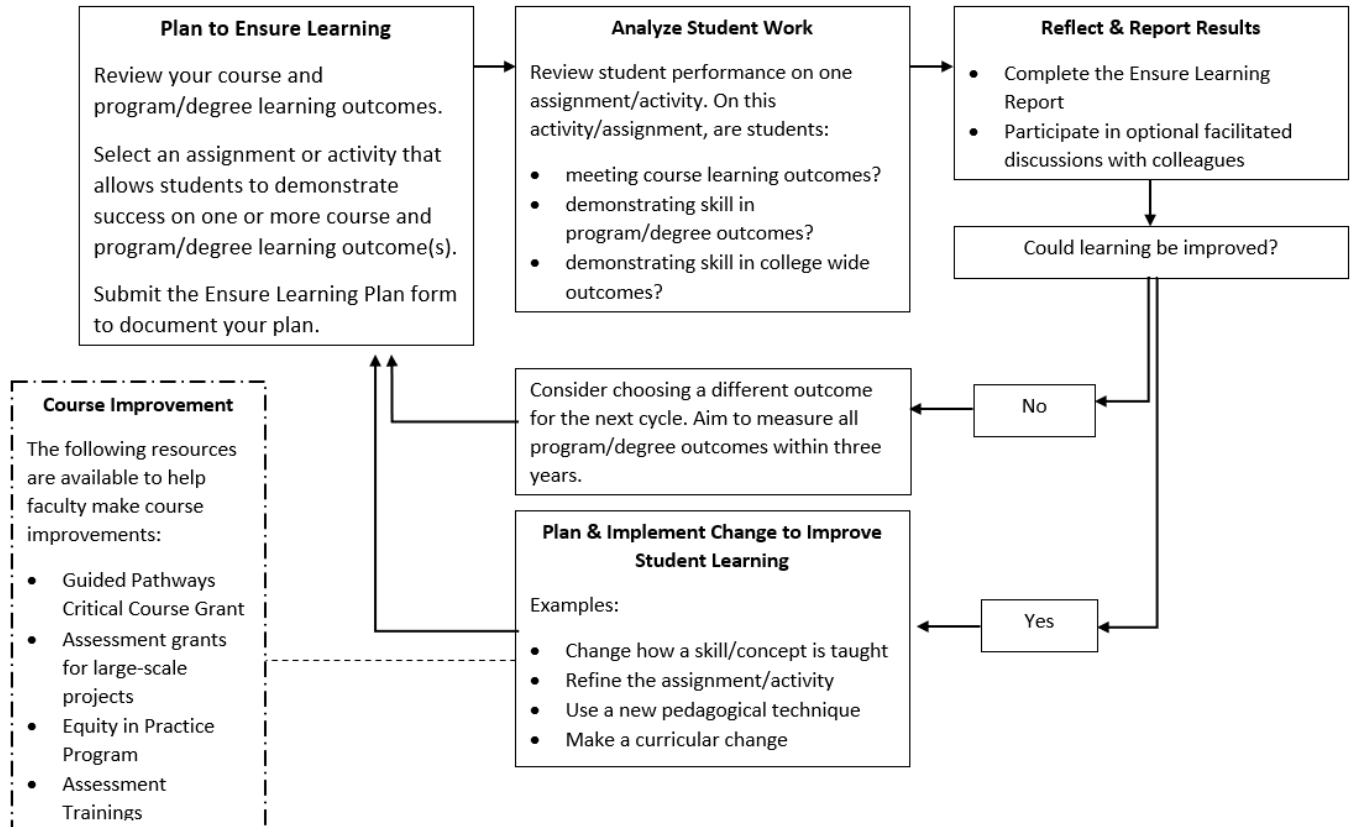 Plan to Ensure Learning
Review your course and
program/degree learning outcomes.
Select an assignment or activity that
allows students to demonstrate
success on one or more course and
program/degree learning outcome(s).
Submit the Ensure Learning Plan form
to document your plan.
Analyze Student Work
Review student performance on one
assignment/activity. On this
activity/assignment, are students:
• meeting course learning outcomes?
• demonstrating skill in
program/degree outcomes?
• demonstrating skill in college wide
outcomes?
Reflect & Report Results
• Complete the Ensure Learning
Report
• Participate in optional facilitated
discussions with colleagues
Could learning be improved?
No
Consider choosing a different outcome
for the next cycle. Aim to measure all
program/degree outcomes within three
years.
Yes
Plan & Implement Change to Improve
Student Learning
Examples:
• Change how a skill/concept is taught
• Refine the assignment/activity
• Use a new pedagogical technique
• Make a curricular change
Course Improvement
The following resources
are available to help
faculty make course
improvements:
• Guided Pathways
Critical Course Grant
• Assessment grants
for large-scale
projects
• Equity in Practice
Program
• Assessment
Trainings